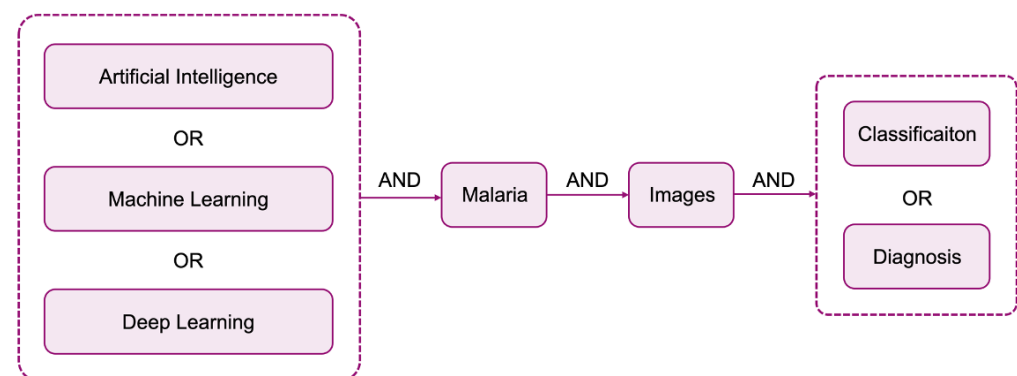 Artificial Intelligence
OR
Machine Learning
OR
Deep Learning
AND
Malaria
AND
Images
AND
Classificaiton
OR
Diagnosis